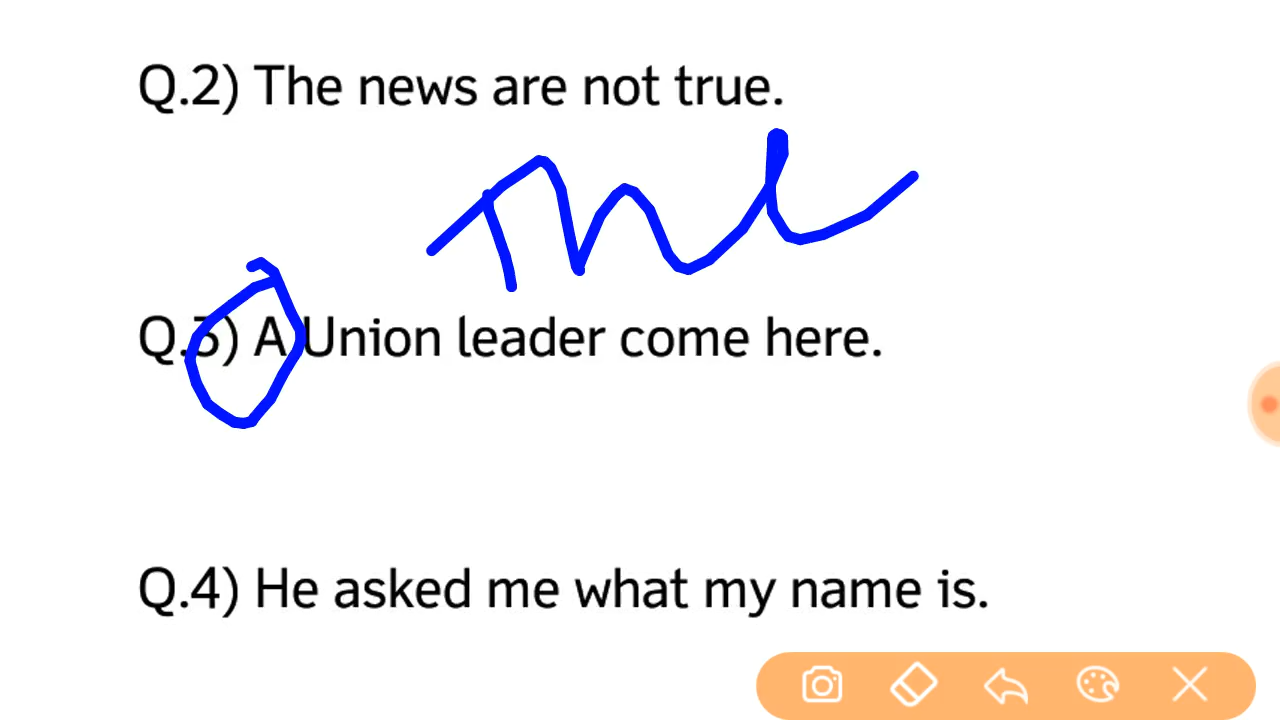 Q.2) The news are not true.
The
Q.3) A Union leader come here.
Q.4) He asked me what my name is.